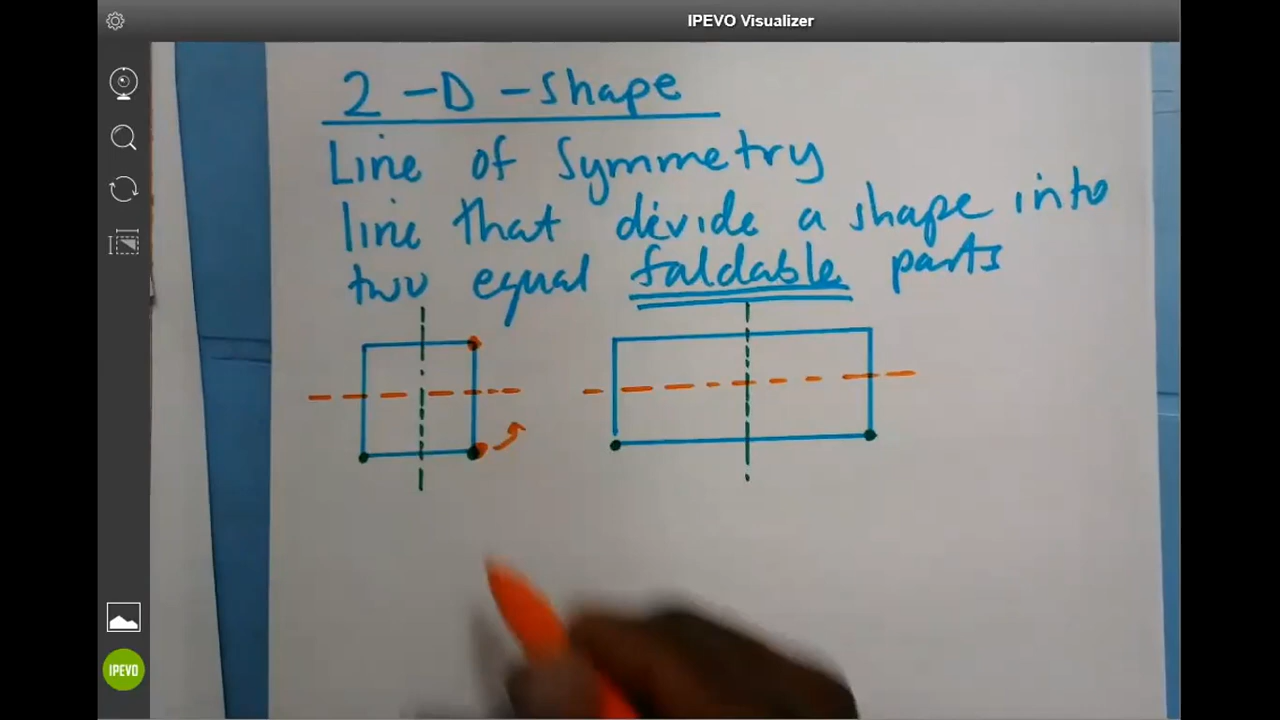 IPEVO Visualizer
2-D-shape
Line of Symmetry
line that divide a shape into
two equal faldable parts
IPEVO